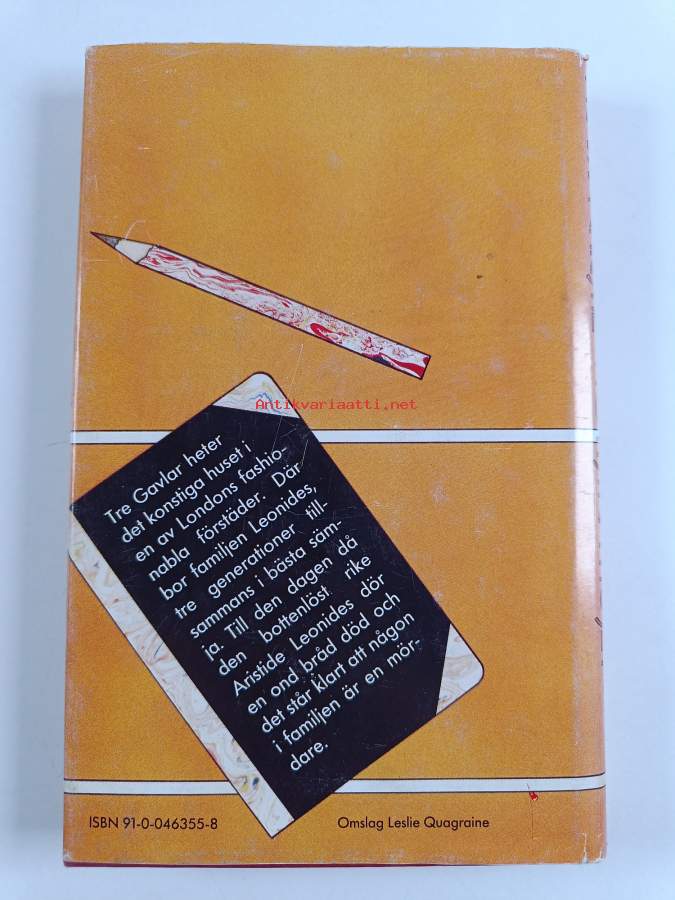 Antikvariaatti.net
Tre Gavlar heter
det konstiga huset i
en av Londons fashio-
nabla förstäder. Där
bor familjen Leonides,
tre generationer till-
sammans i bästa säm-
ja. Till den dagen då
den bottenlöst rike
Aristide Leonides dör
en ond bråd död och
det står klart att någon
i familjen är en mör-
dare.
ISBN 91-0-046355-8
Omslag Leslie Quagraine